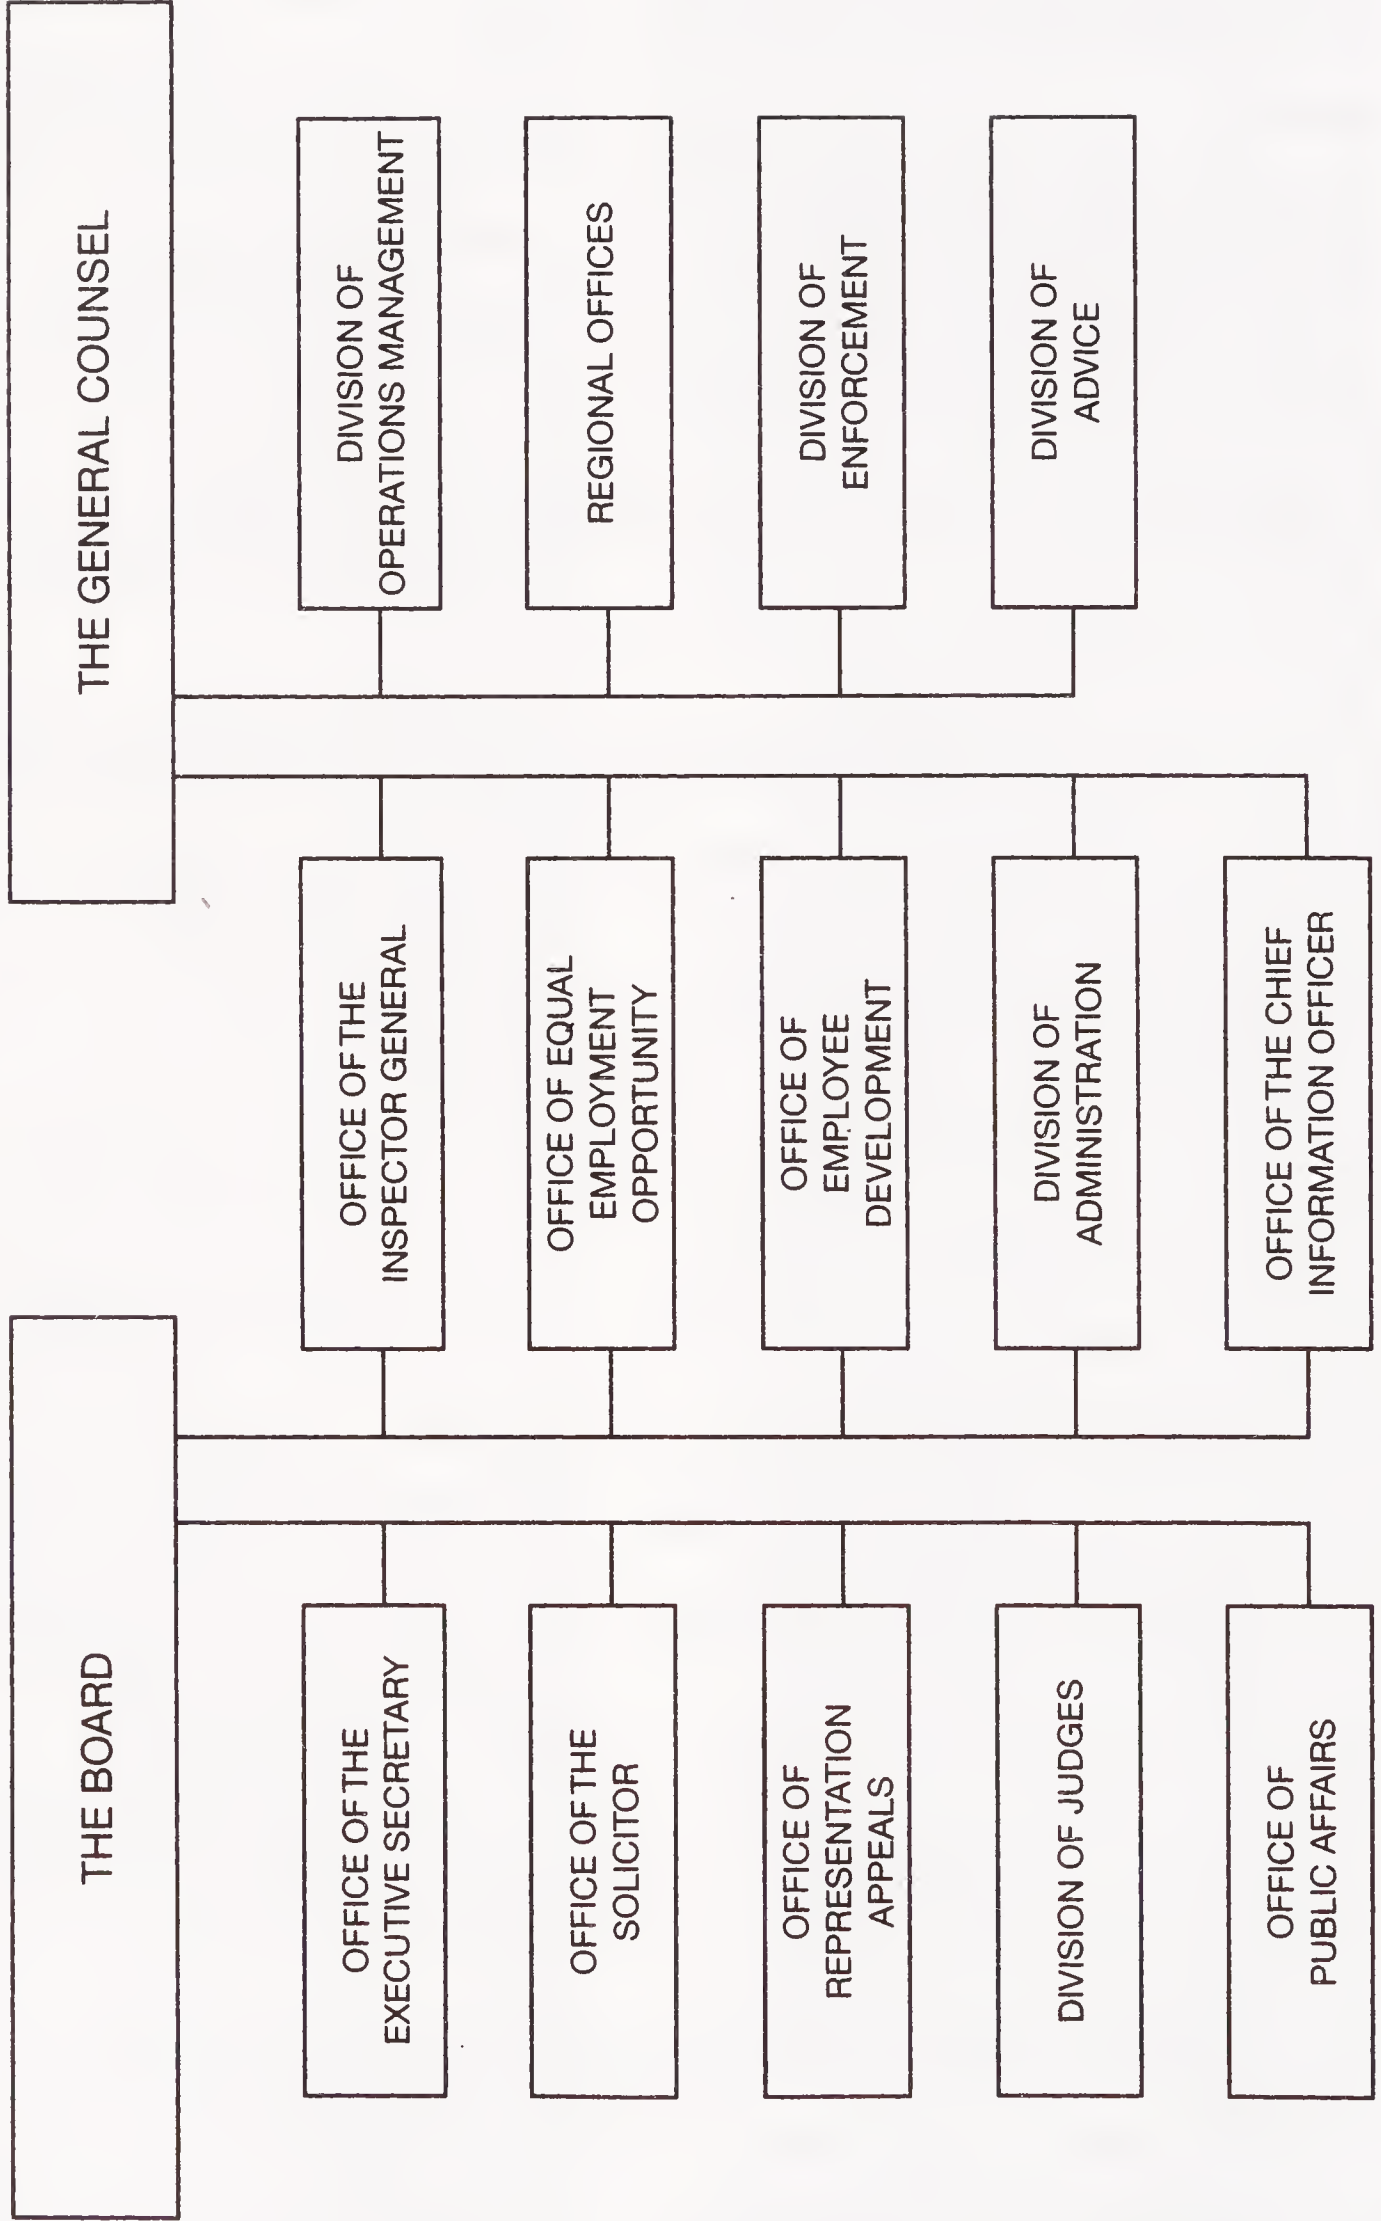 THE BOARD
THE GENERAL COUNSEL
OFFICE OF THE
EXECUTIVE SECRETARY
OFFICE OF THE
INSPECTOR GENERAL
DIVISION OF
OPERATIONS MANAGEMENT
OFFICE OF THE
SOLICITOR
OFFICE OF EQUAL
EMPLOYMENT
OPPORTUNITY
REGIONAL OFFICES
OFFICE OF
REPRESENTATION
APPEALS
OFFICE OF
EMPLOYEE
DEVELOPMENT
DIVISION OF
ENFORCEMENT
DIVISION OF JUDGES
DIVISION OF
ADMINISTRATION
DIVISION OF
ADVICE
OFFICE OF
PUBLIC AFFAIRS
OFFICE OF THE CHIEF
INFORMATION OFFICER